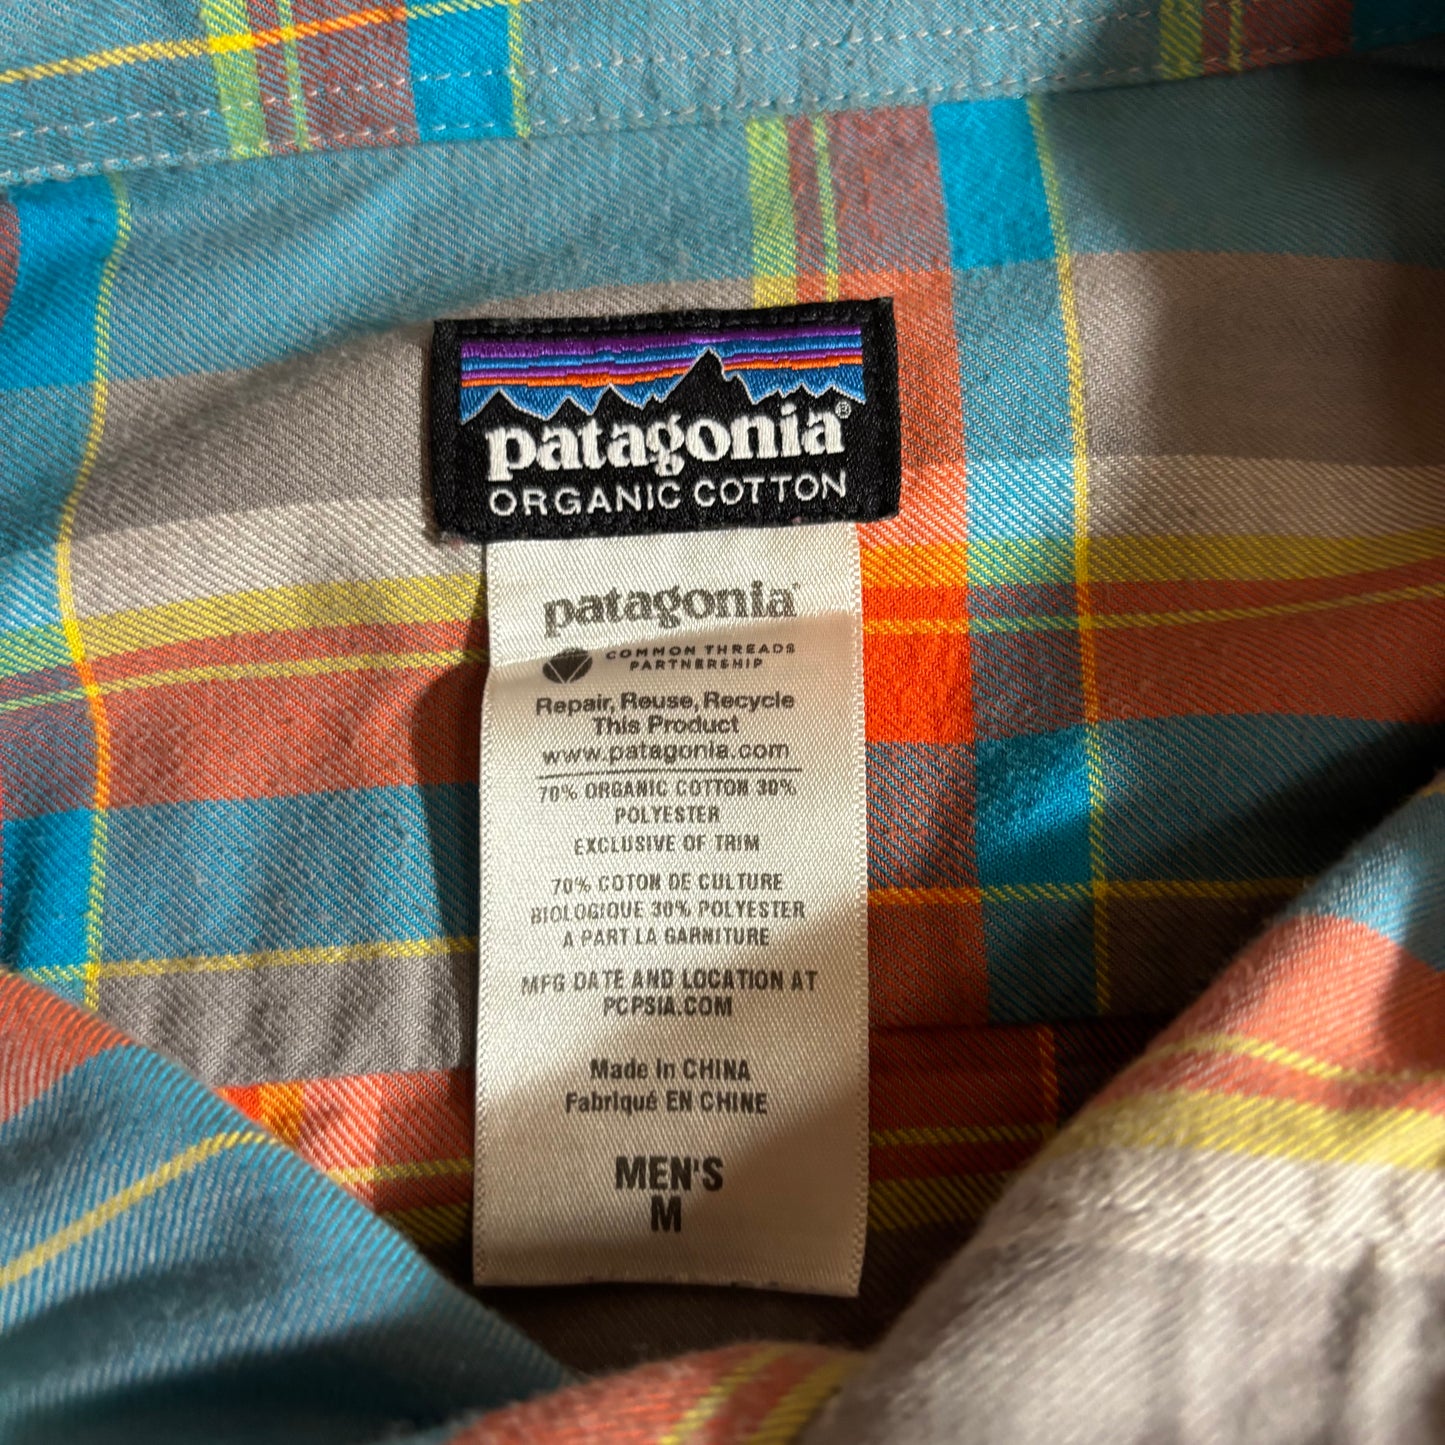 patagonia®
ORGANIC COTTON
patagonia®
COMMON THREADS
PARTNERSHIP
Repair, Reuse, Recycle
This Product
www.patagonia.com
70% ORGANIC COTTON 30%
POLYESTER
EXCLUSIVE OF TRIM
70% COTON DE CULTURE
BIOLOGIQUE 30% POLYESTER
A PART LA GARNITURE
MFG DATE AND LOCATION AT
PCPSIA.COM
Made in CHINA
Fabriqué EN CHINE
MEN'S
M